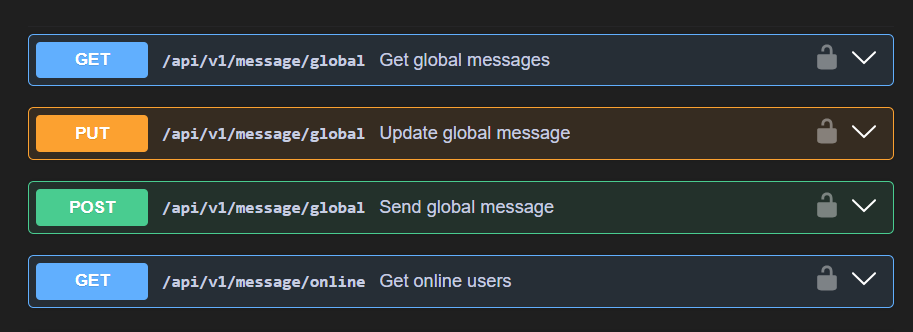 GET /api/v1/message/global Get global messages
PUT /api/v1/message/global Update global message
POST /api/v1/message/global Send global message
GET /api/v1/message/online Get online users